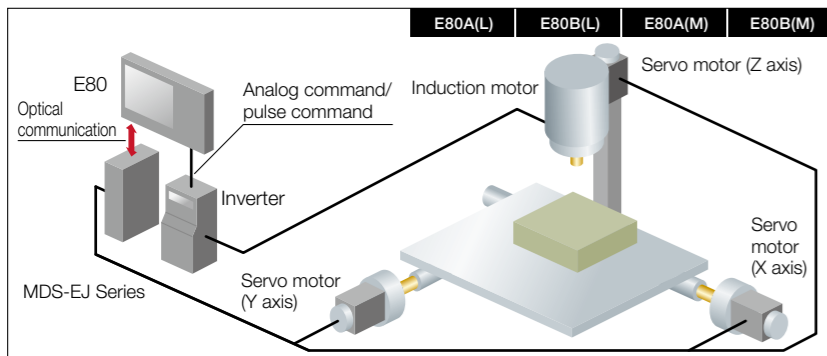 E80A(L) E80B(L) E80A(M) E80B(M)
E80
Optical
communication
Analog command/
pulse command
Induction motor
Servo motor (Z axis)
Inverter
MDS-EJ Series
Servo motor
(Y axis)
Servo
motor
(X axis)